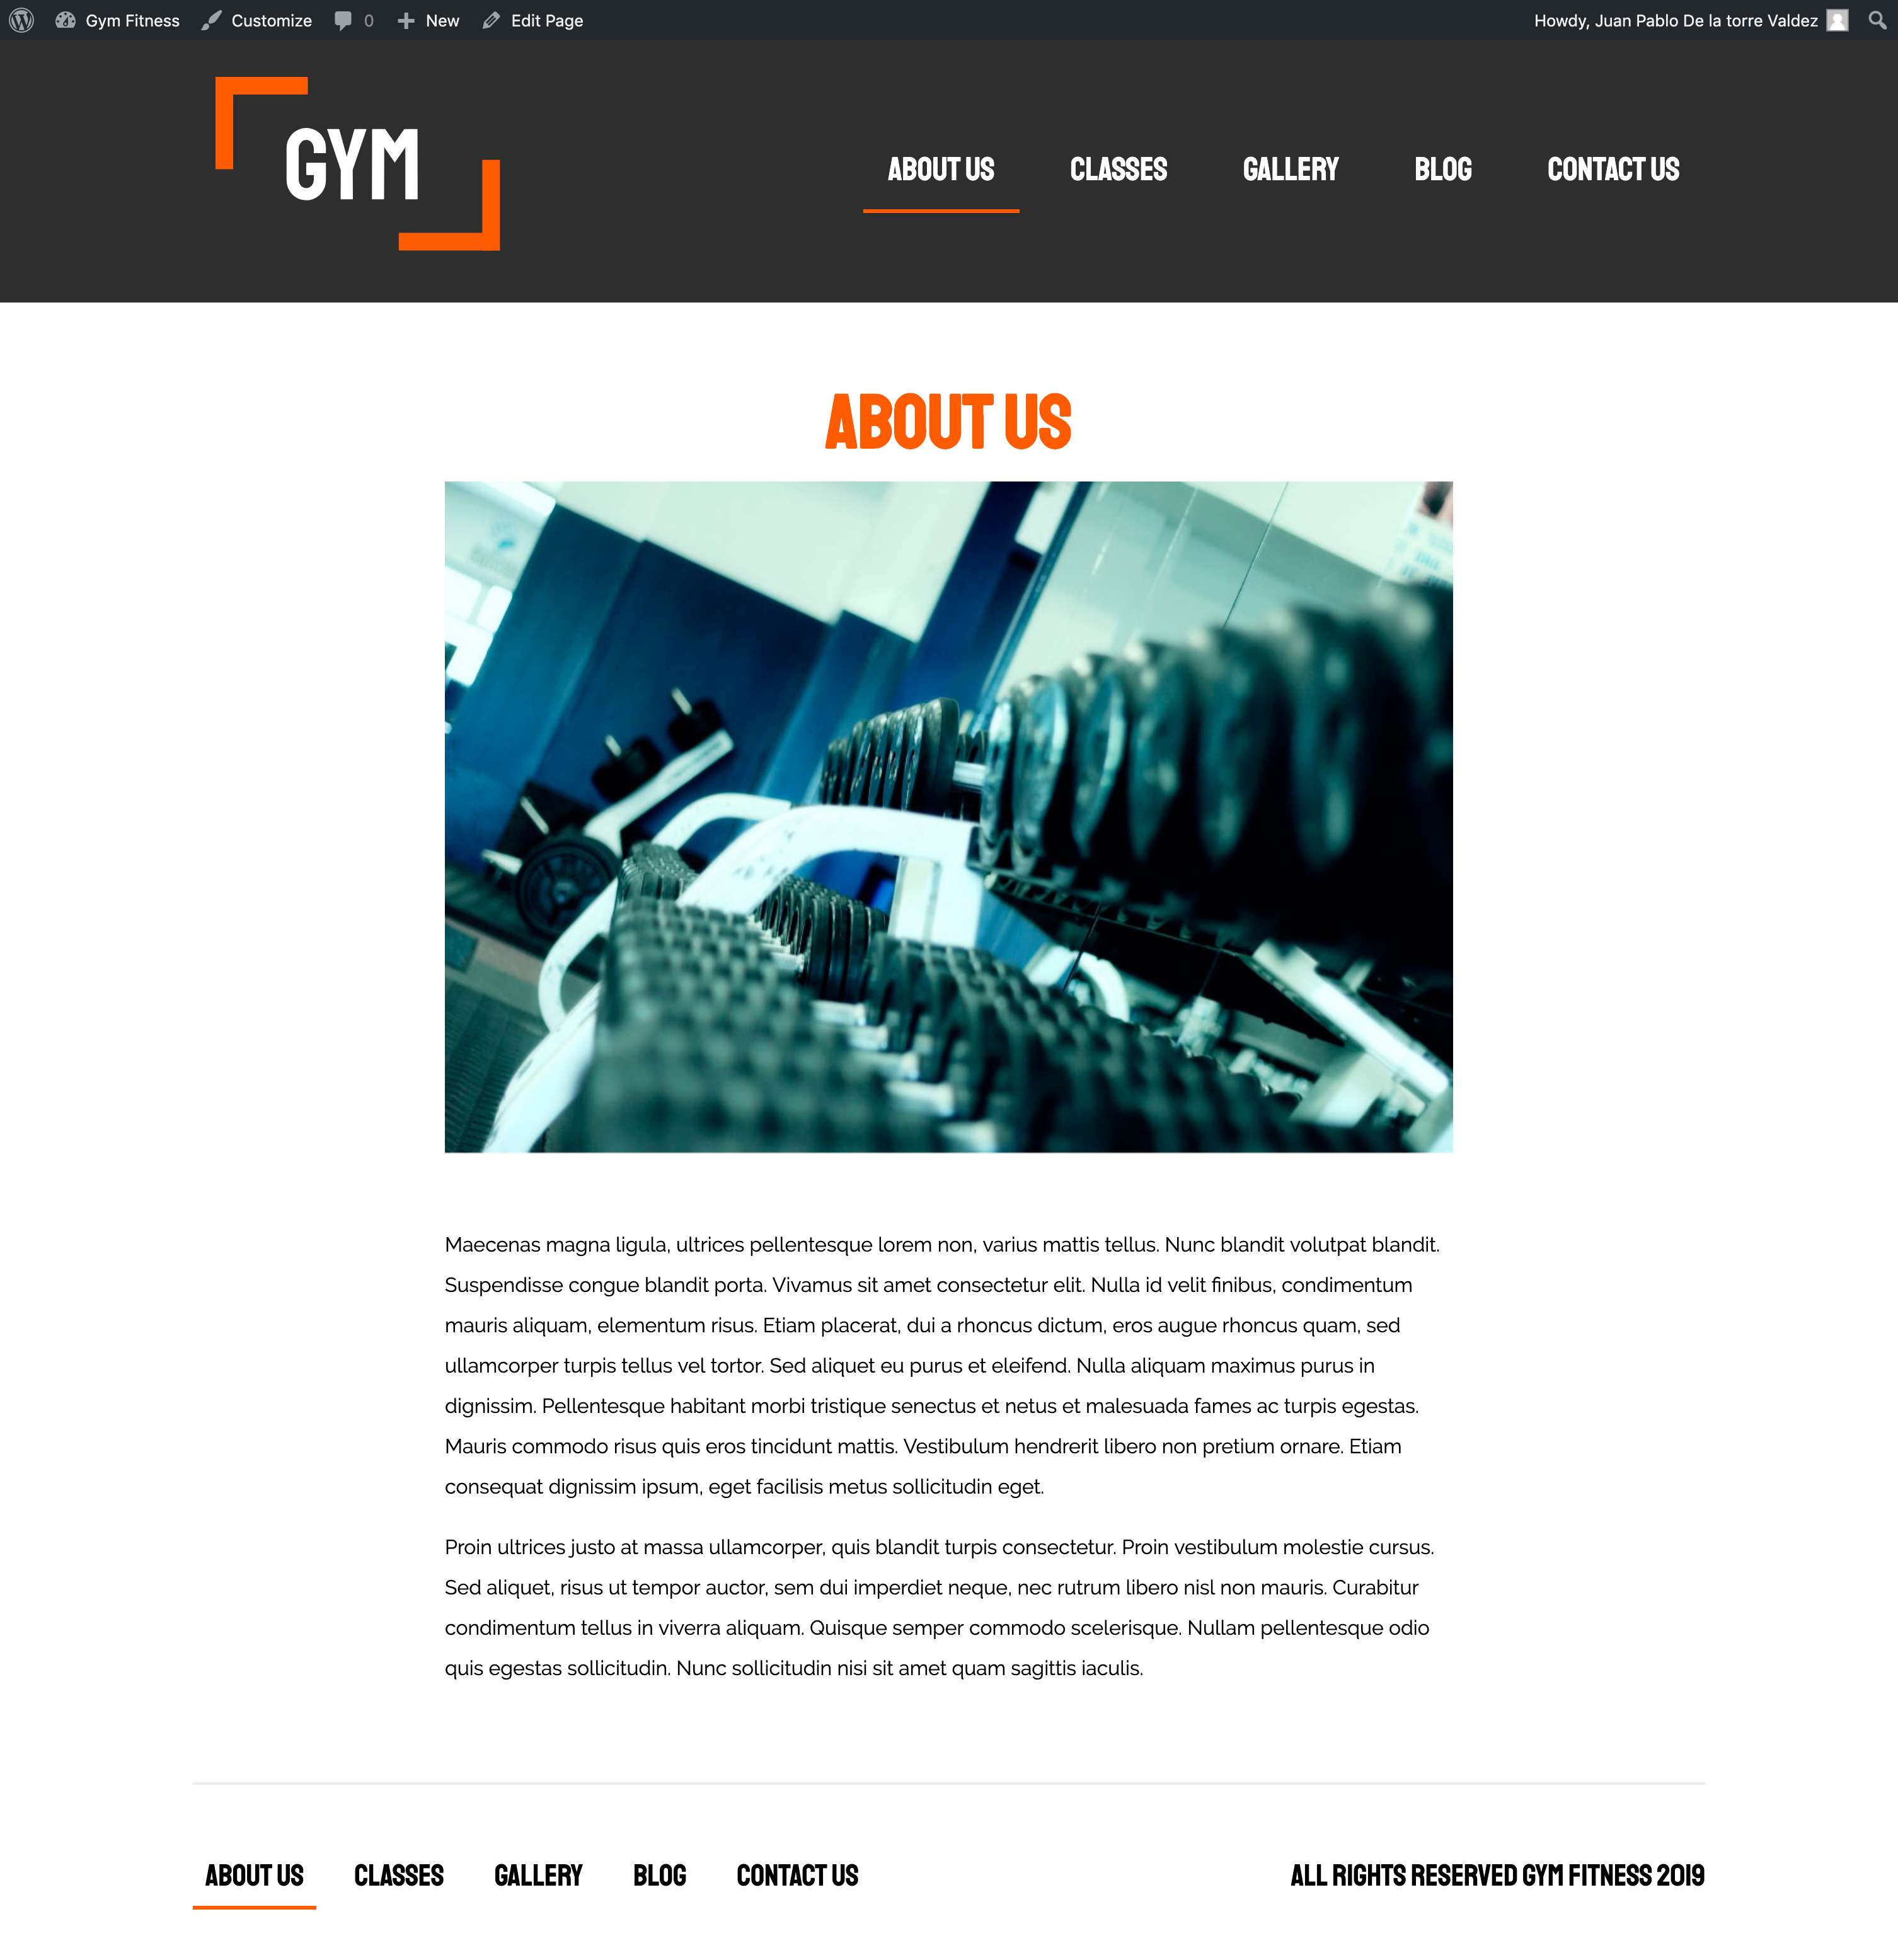 Gym Fitness Customize 0 New Edit Page Howdy, Juan Pablo De la torre Valdez
GYM
ABOUT US CLASSES GALLERY BLOG CONTACT US
ABOUT US
Maecenas magna ligula, ultrices pellentesque lorem non, varius mattis tellus. Nunc blandit volutpat blandit.
Suspendisse congue blandit porta. Vivamus sit amet consectetur elit. Nulla id velit finibus, condimentum
mauris aliquam, elementum risus. Etiam placerat, dui a rhoncus dictum, eros augue rhoncus quam, sed
ullamcorper turpis tellus vel tortor. Sed aliquet eu purus et eleifend. Nulla aliquam maximus purus in
dignissim. Pellentesque habitant morbi tristique senectus et netus et malesuada fames ac turpis egestas.
Mauris commodo risus quis eros tincidunt mattis. Vestibulum hendrerit libero non pretium ornare. Etiam
consequat dignissim ipsum, eget facilisis metus sollicitudin eget.
Proin ultrices justo at massa ullamcorper, quis blandit turpis consectetur. Proin vestibulum molestie cursus.
Sed aliquet, risus ut tempor auctor, sem dui imperdiet neque, nec rutrum libero nisl non mauris. Curabitur
condimentum tellus in viverra aliquam. Quisque semper commodo scelerisque. Nullam pellentesque odio
quis egestas sollicitudin. Nunc sollicitudin nisi sit amet quam sagittis iaculis.
ABOUT US CLASSES GALLERY BLOG CONTACT US ALL RIGHTS RESERVED GYM FITNESS 2019